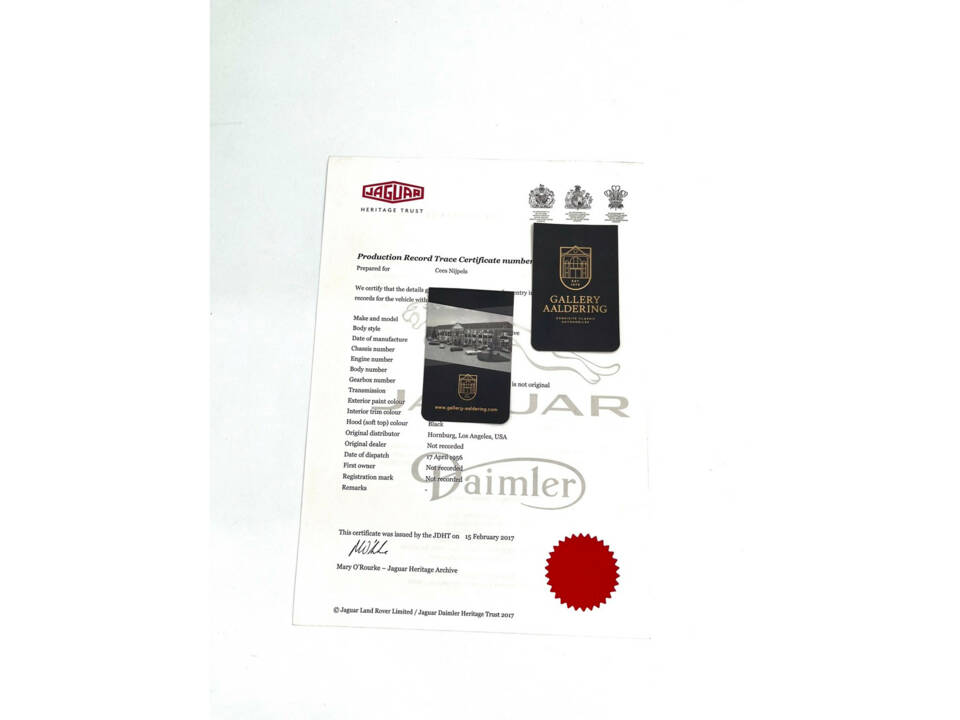 JAGUAR
HERITAGE TRUST
Production Record Trace Certificate number
Prepared for Cees Nijpels
We certify that the details
records for the vehicle with
Make and model
Body style
Date of manufacture
Chassis number
Engine number
Body number
Gearbox number is not original
Transmission
Exterior paint colour
Interior trim colour
Hood (soft top) colour Black
Original distributor Hornburg, Los Angeles, USA
Original dealer Not recorded
Date of dispatch 17 April 1956
First owner Not recorded
Registration mark Not recorded
Remarks -
JAGUAR
Daimler
This certificate was issued by the JDHT on 15 February 2017
Mary O'Rourke – Jaguar Heritage Archive
© Jaguar Land Rover Limited / Jaguar Daimler Heritage Trust 2017
GALLERY
AALDERING
EXQUISITE CLASSIC
AUTOMOBILES
www.gallery-aaldering.com